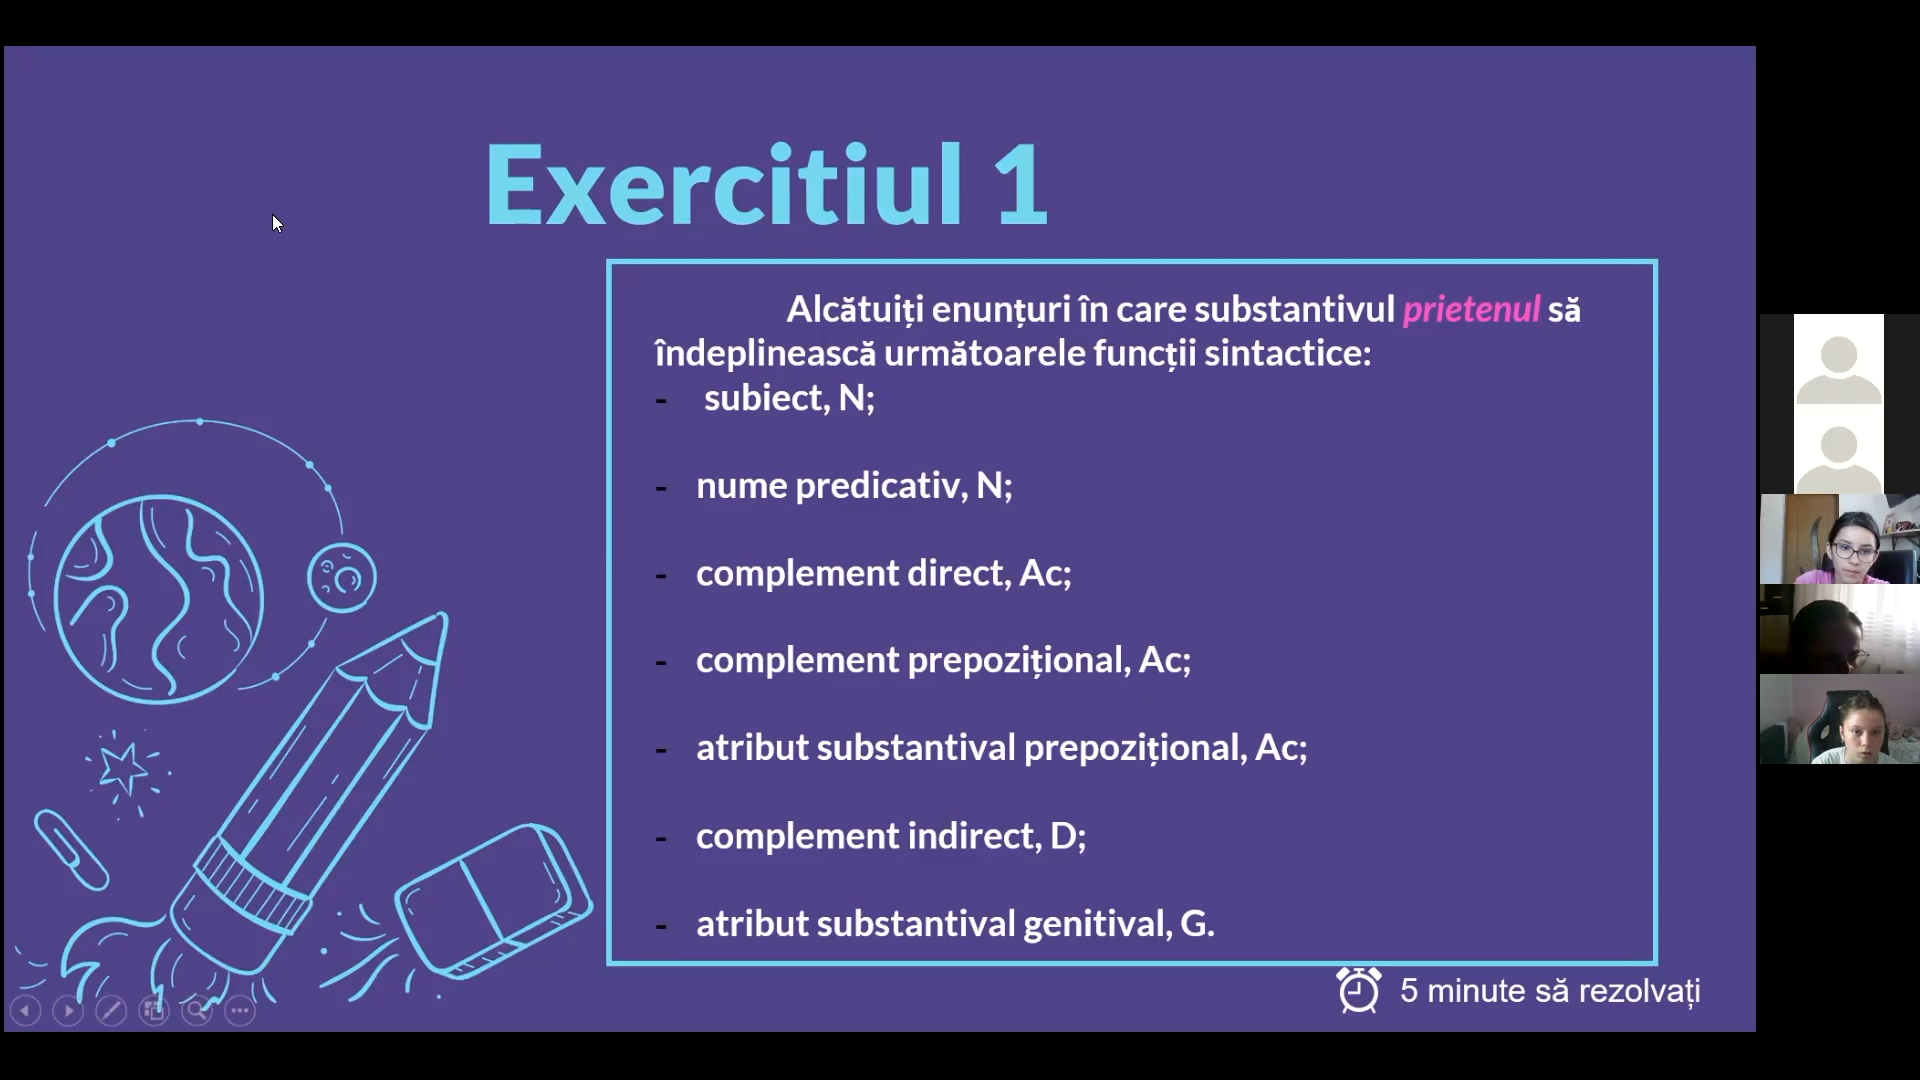 Exercitiul 1
Alcătuiți enunțuri în care substantivul prietenul să
îndeplinească următoarele funcții sintactice:
- subiect, N;
- nume predicativ, N;
- complement direct, Ac;
- complement prepozițional, Ac;
- atribut substantival prepozițional, Ac;
- complement indirect, D;
- atribut substantival genitival, G.
5 minute să rezolvați